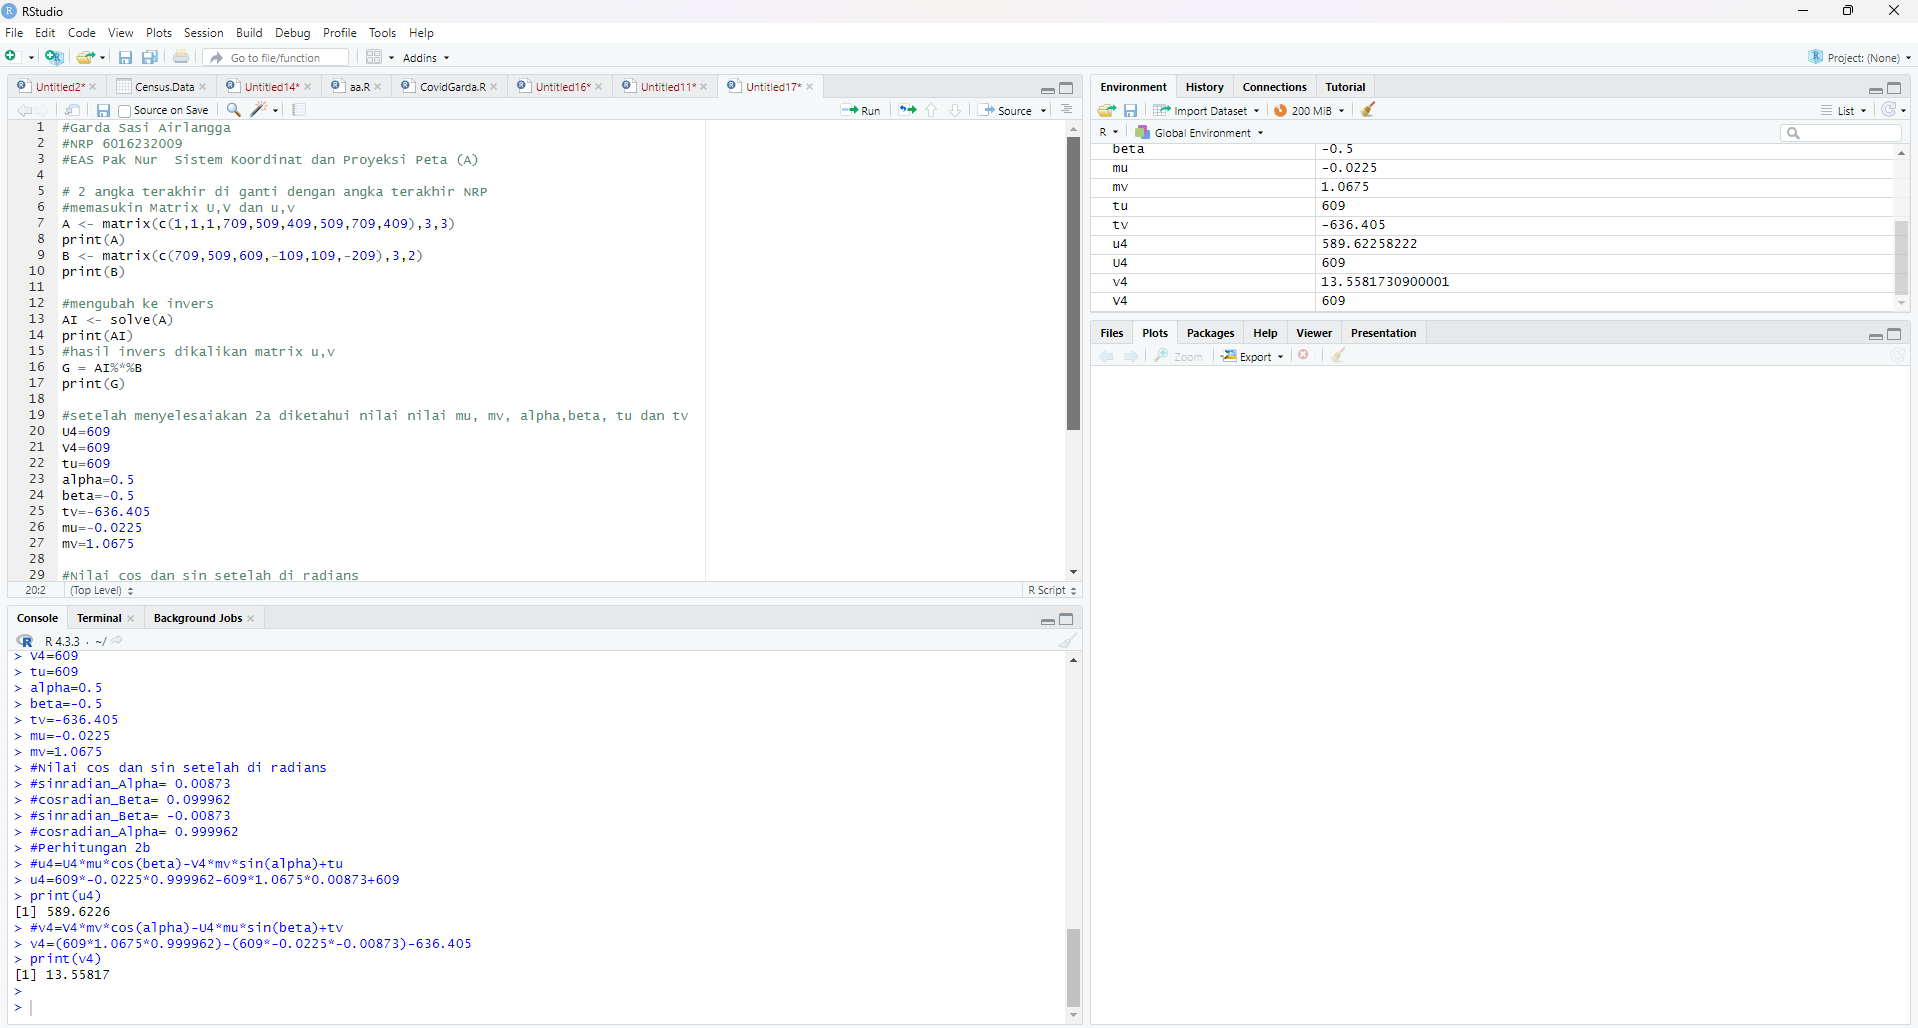 RStudio
File Edit Code View Plots Session Build Debug Profile Tools Help
Go to file/function Addins Project: (None)
Untitled2* Census.Data Untitled14* aa.R CovidGarda.R Untitled16* Untitled11* Untitled17*
Source on Save Run Source
1 #Garda Sasi Airlangga
2 #NRP 6016232009
3 #EAS Pak Nur  Sistem Koordinat dan Proyeksi Peta (A)
4
5 # 2 angka terakhir di ganti dengan angka terakhir NRP
6 #memasukin Matrix U,V dan u,v
7 A <- matrix(c(1,1,1,709,509,409,509,709,409),3,3)
8 print(A)
9 B <- matrix(c(709,509,609,-109,109,-209),3,2)
10 print(B)
11
12 #mengubah ke invers
13 AI <- solve(A)
14 print(AI)
15 #hasil invers dikalikan matrix u,v
16 G = AI%*%B
17 print(G)
18
19 #setelah menyelesaiakan 2a diketahui nilai nilai mu, mv, alpha,beta, tu dan tv
20 U4=609
21 V4=609
22 tu=609
23 alpha=0.5
24 beta=-0.5
25 tv=-636.405
26 mu=-0.0225
27 mv=1.0675
28
29 #Nilai cos dan sin setelah di radians
20:2 (Top Level) R Script
Console Terminal Background Jobs
R 4.3.3 · ~/
> V4=609
> tu=609
> alpha=0.5
> beta=-0.5
> tv=-636.405
> mu=-0.0225
> mv=1.0675
> #Nilai cos dan sin setelah di radians
> #sinradian_Alpha= 0.00873
> #cosradian_Beta= 0.099962
> #sinradian_Beta= -0.00873
> #cosradian_Alpha= 0.999962
> #Perhitungan 2b
> #u4=U4*mu*cos(beta)-V4*mv*sin(alpha)+tu
> u4=609*-0.0225*0.999962-609*1.0675*0.00873+609
> print(u4)
[1] 589.6226
> #v4=V4*mv*cos(alpha)-U4*mu*sin(beta)+tv
> v4=(609*1.0675*0.999962)-(609*-0.0225*-0.00873)-636.405
> print(v4)
[1] 13.55817
>
>
Environment History Connections Tutorial
Import Dataset 200 MiB List
R Global Environment
beta -0.5
mu -0.0225
mv 1.0675
tu 609
tv -636.405
u4 589.62258222
U4 609
v4 13.5581730900001
V4 609
Files Plots Packages Help Viewer Presentation
Zoom Export